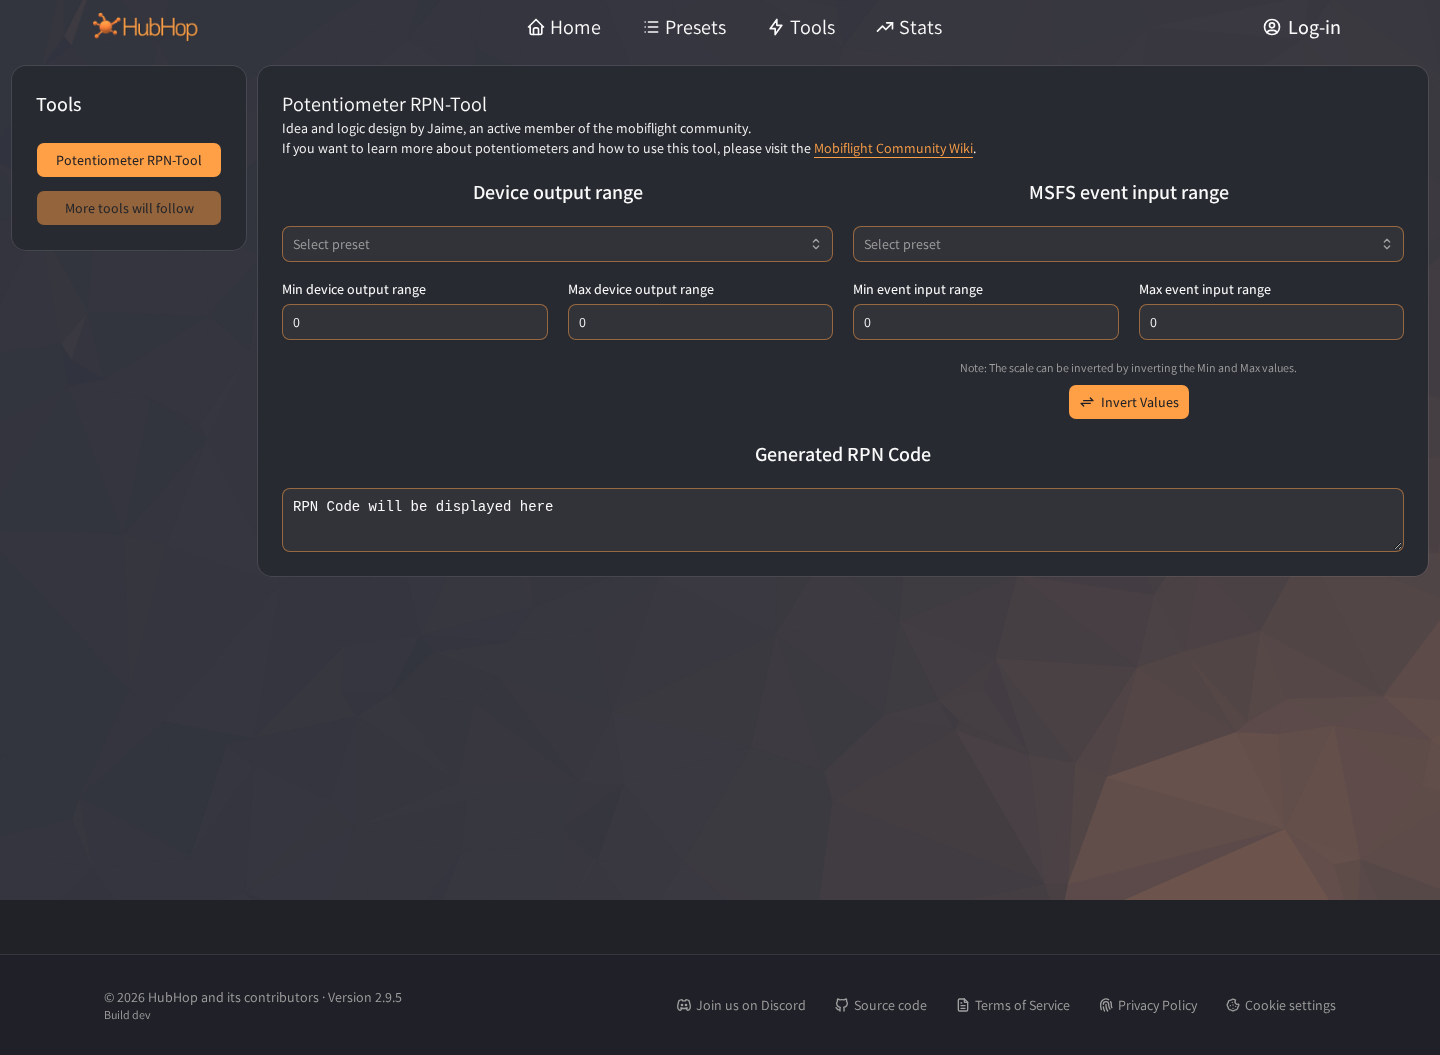 HubHop
Home
Presets
Tools
Stats
Log-in
Tools
Potentiometer RPN-Tool
More tools will follow
Potentiometer RPN-Tool
Idea and logic design by Jaime, an active member of the mobiflight community.
If you want to learn more about potentiometers and how to use this tool, please visit the Mobiflight Community Wiki.
Device output range
Select preset
Min device output range
Max device output range
0
0
MSFS event input range
Select preset
Min event input range
Max event input range
0
0
Note: The scale can be inverted by inverting the Min and Max values.
Invert Values
Generated RPN Code
RPN Code will be displayed here
© 2026 HubHop and its contributors · Version 2.9.5
Build dev
Join us on Discord
Source code
Terms of Service
Privacy Policy
Cookie settings